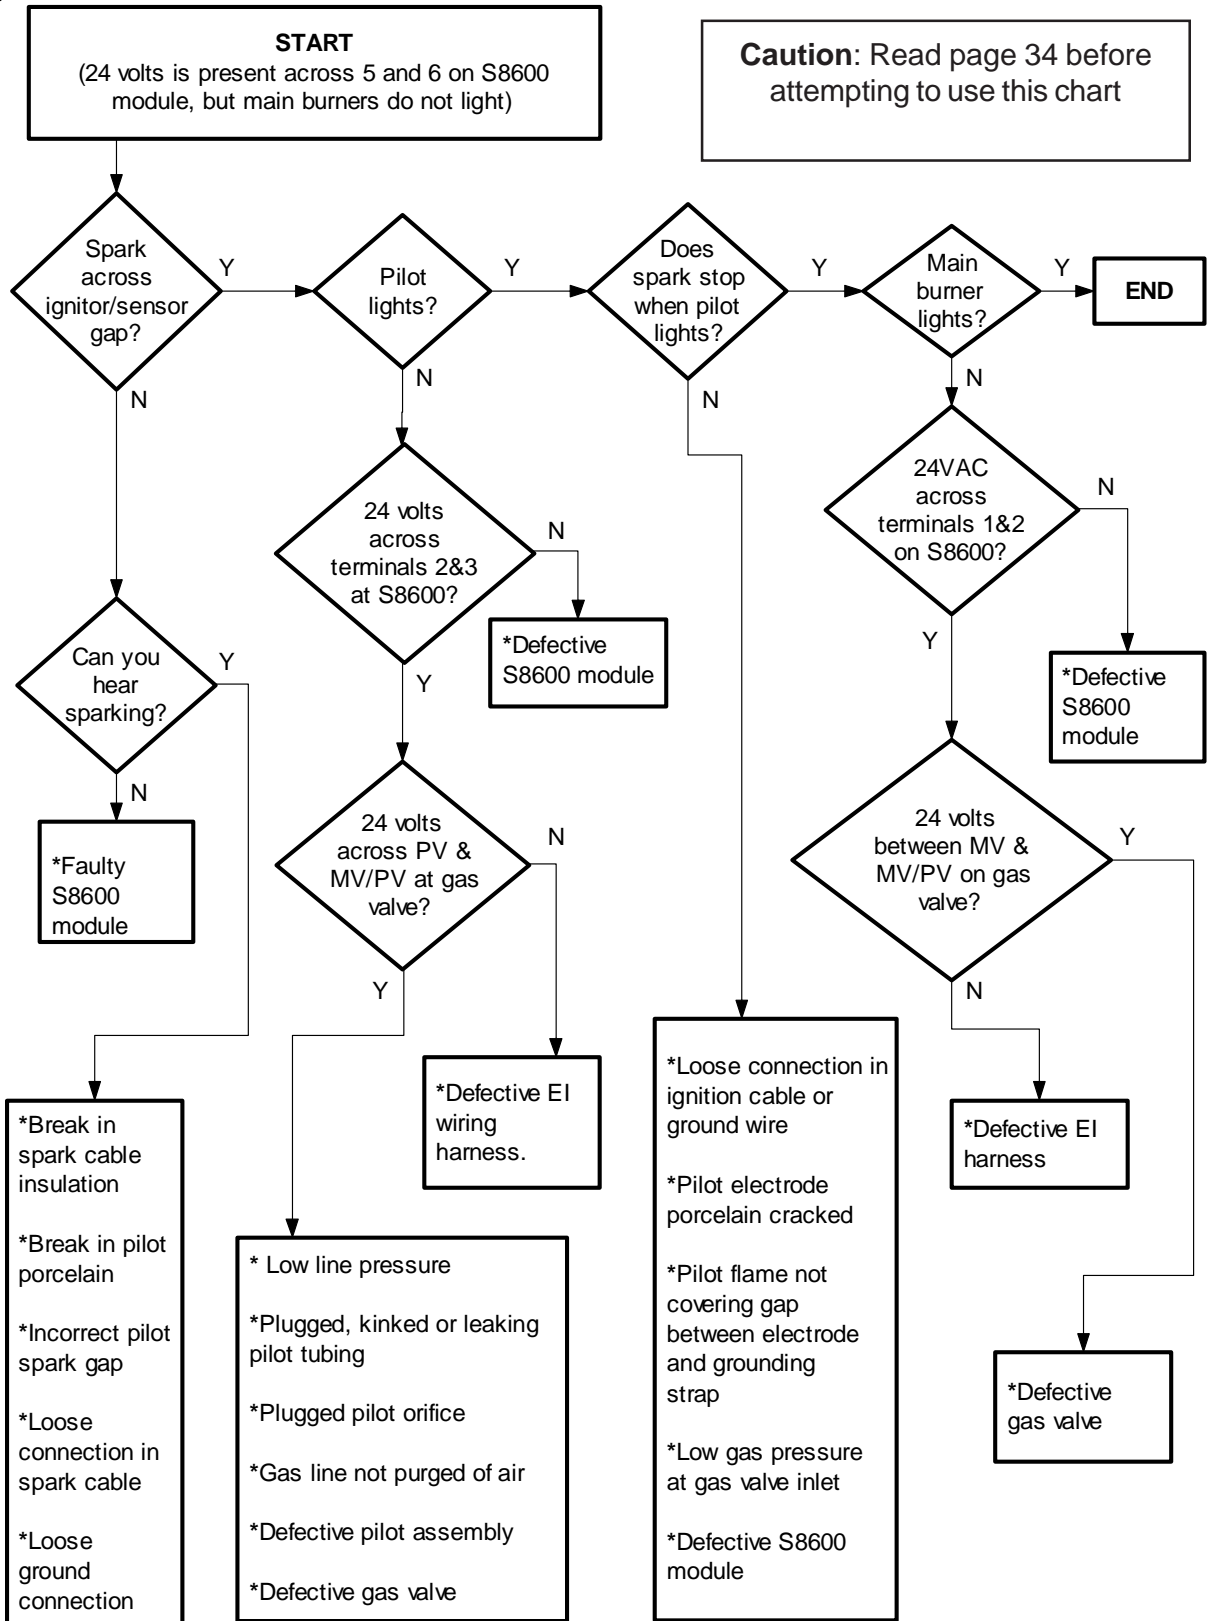 START
(24 volts is present across 5 and 6 on S8600
module, but main burners do not light)
Caution: Read page 34 before
attempting to use this chart
Spark
across
ignitor/sensor
gap?
Y
N
Pilot
lights?
Y
N
Does
spark stop
when pilot
lights?
Y
N
Main
burner
lights?
Y
N
END
24 volts
across
terminals 2&3
at S8600?
N
Y
*Defective
S8600 module
24VAC
across
terminals 1&2
on S8600?
N
Y
*Defective
S8600
module
Can you
hear
sparking?
Y
N
*Faulty
S8600
module
24 volts
across PV &
MV/PV at gas
valve?
N
Y
24 volts
between MV &
MV/PV on gas
valve?
Y
N
*Break in
spark cable
insulation
*Break in pilot
porcelain
*Incorrect pilot
spark gap
*Loose
connection in
spark cable
*Loose
ground
connection
* Low line pressure
*Plugged, kinked or leaking
pilot tubing
*Plugged pilot orifice
*Gas line not purged of air
*Defective pilot assembly
*Defective gas valve
*Defective EI
wiring
harness.
*Loose connection in
ignition cable or
ground wire
*Pilot electrode
porcelain cracked
*Pilot flame not
covering gap
between electrode
and grounding
strap
*Low gas pressure
at gas valve inlet
*Defective S8600
module
*Defective EI
harness
*Defective
gas valve